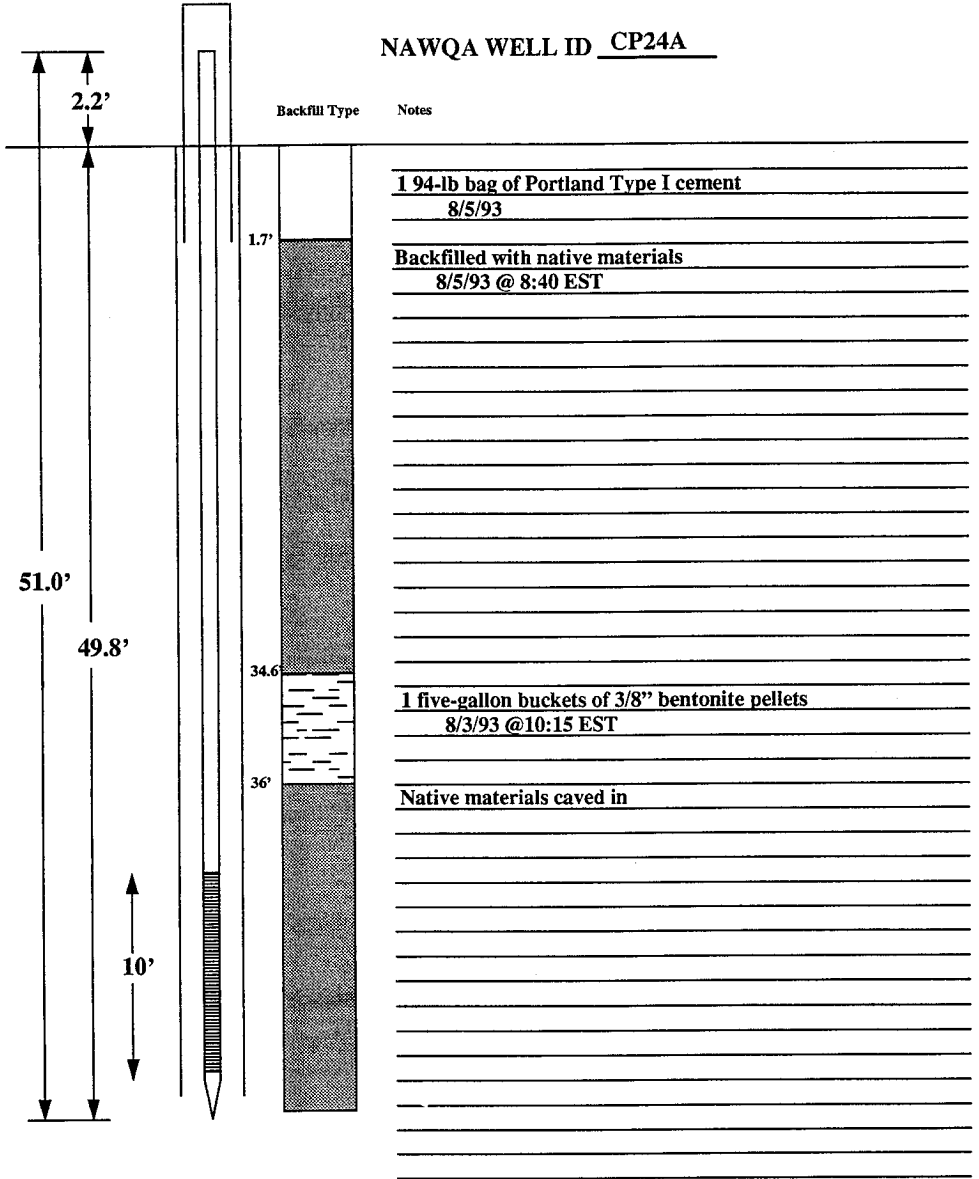 NAWQA WELL ID CP24A
2.2’
Backfill Type Notes
1 94-lb bag of Portland Type I cement
8/5/93
1.7’
Backfilled with native materials
8/5/93 @ 8:40 EST
51.0’
49.8’
34.6’
1 five-gallon buckets of 3/8” bentonite pellets
8/3/93 @10:15 EST
36’
Native materials caved in
10’